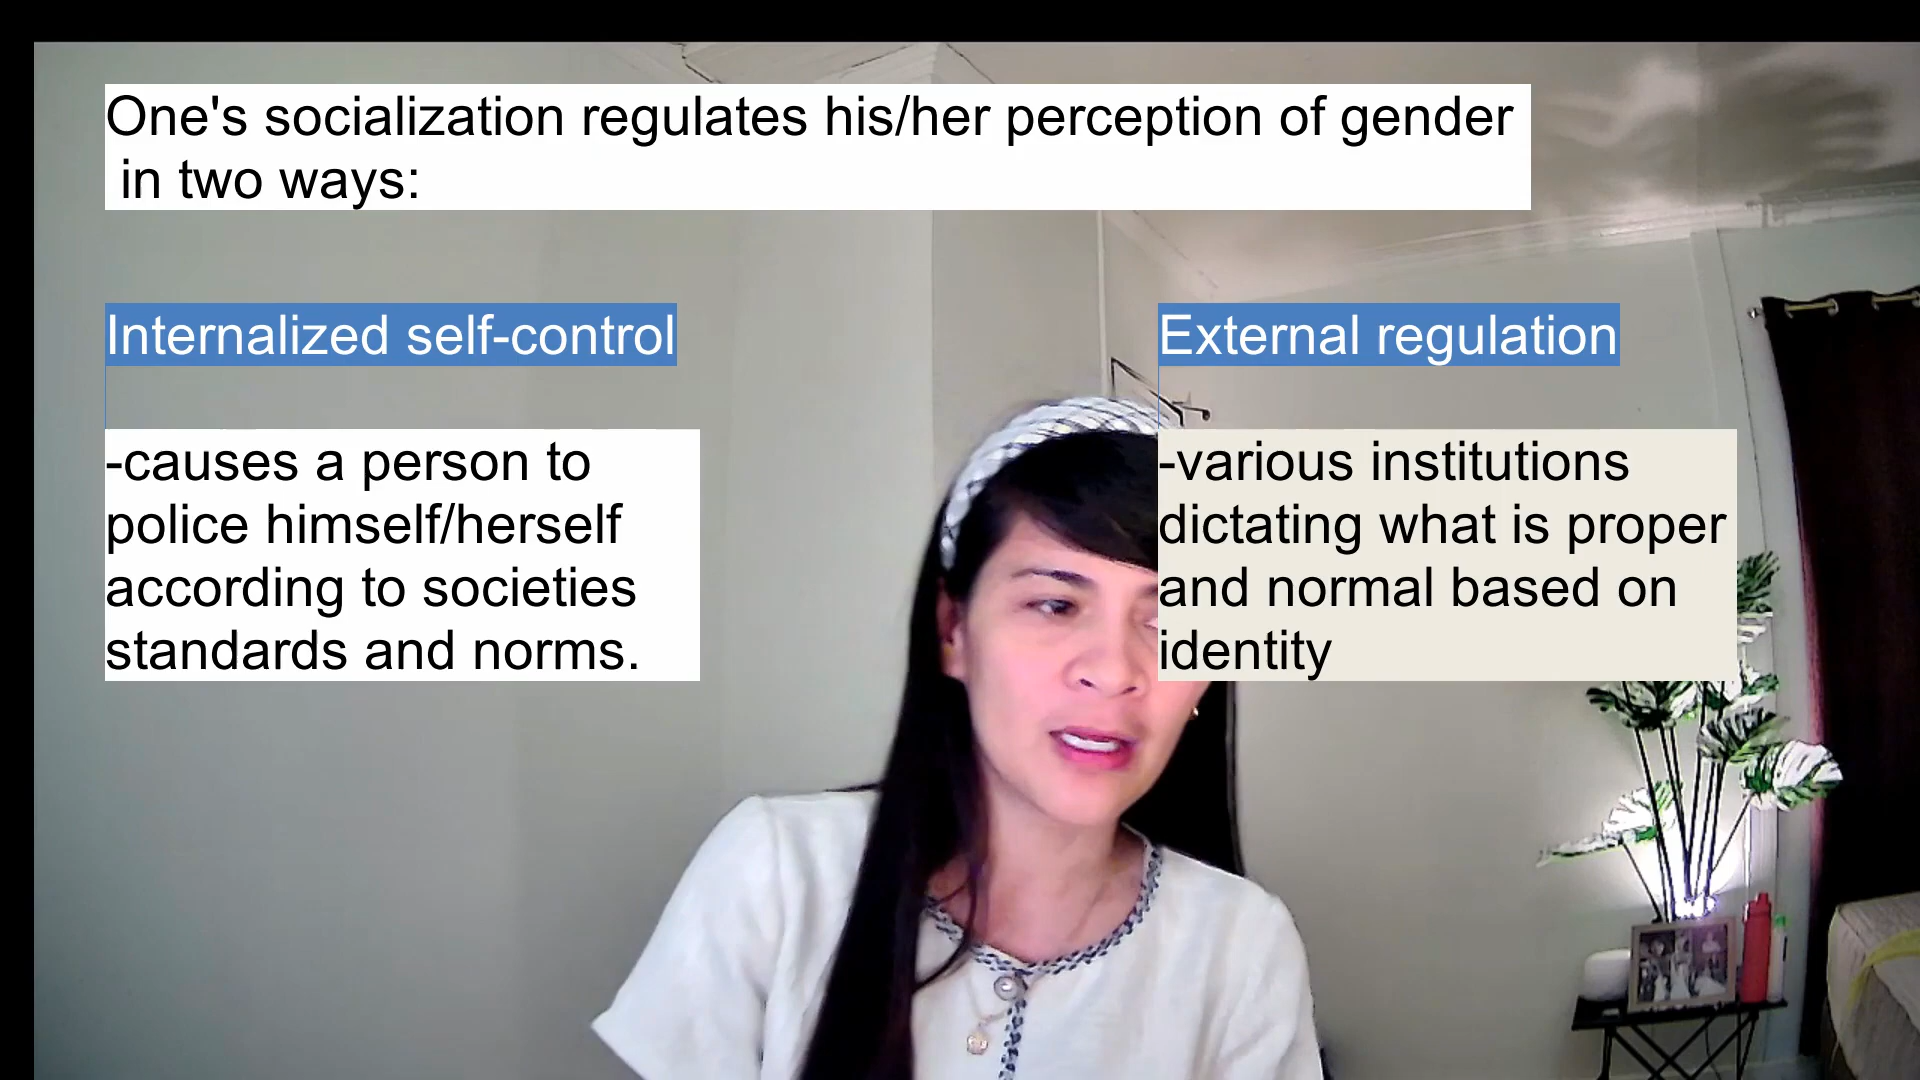 One's socialization regulates his/her perception of gender
in two ways:
Internalized self-control
-causes a person to
police himself/herself
according to societies
standards and norms.
External regulation
-various institutions
dictating what is proper
and normal based on
identity